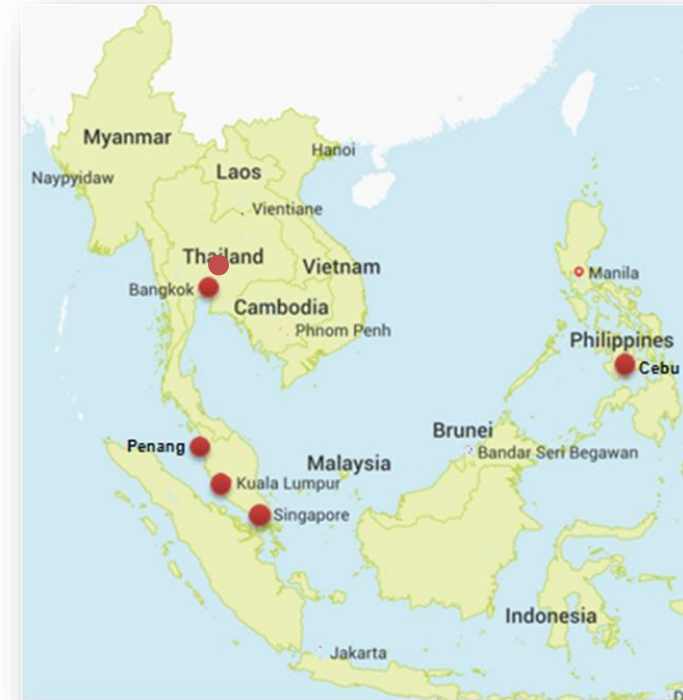 Myanmar
Hanoi
Laos
Naypyidaw
Vientiane
Thailand
Vietnam
Manila
Bangkok
Cambodia
Phnom Penh
Philippines
Cebu
Brunei
Penang
Bandar Seri Begawan
Malaysia
Kuala Lumpur
Singapore
Indonesia
Jakarta